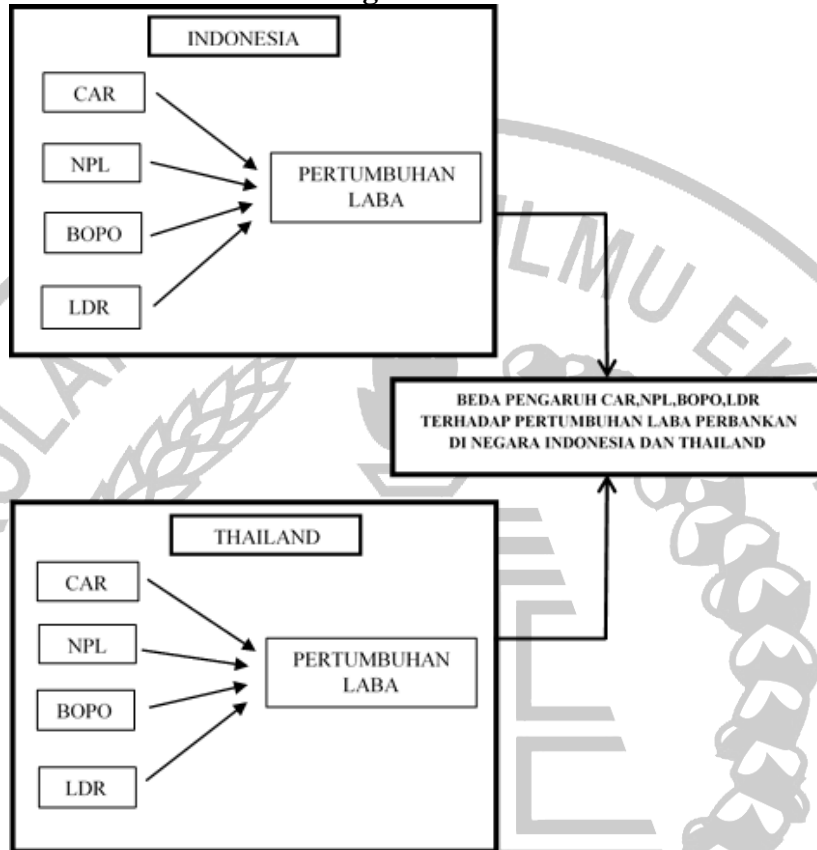 INDONESIA
CAR
NPL
BOPO
LDR
PERTUMBUHAN
LABA
BEDA PENGARUH CAR,NPL,BOPO,LDR
TERHADAP PERTUMBUHAN LABA PERBANKAN
DI NEGARA INDONESIA DAN THAILAND
THAILAND
CAR
NPL
BOPO
LDR
PERTUMBUHAN
LABA
ILMU